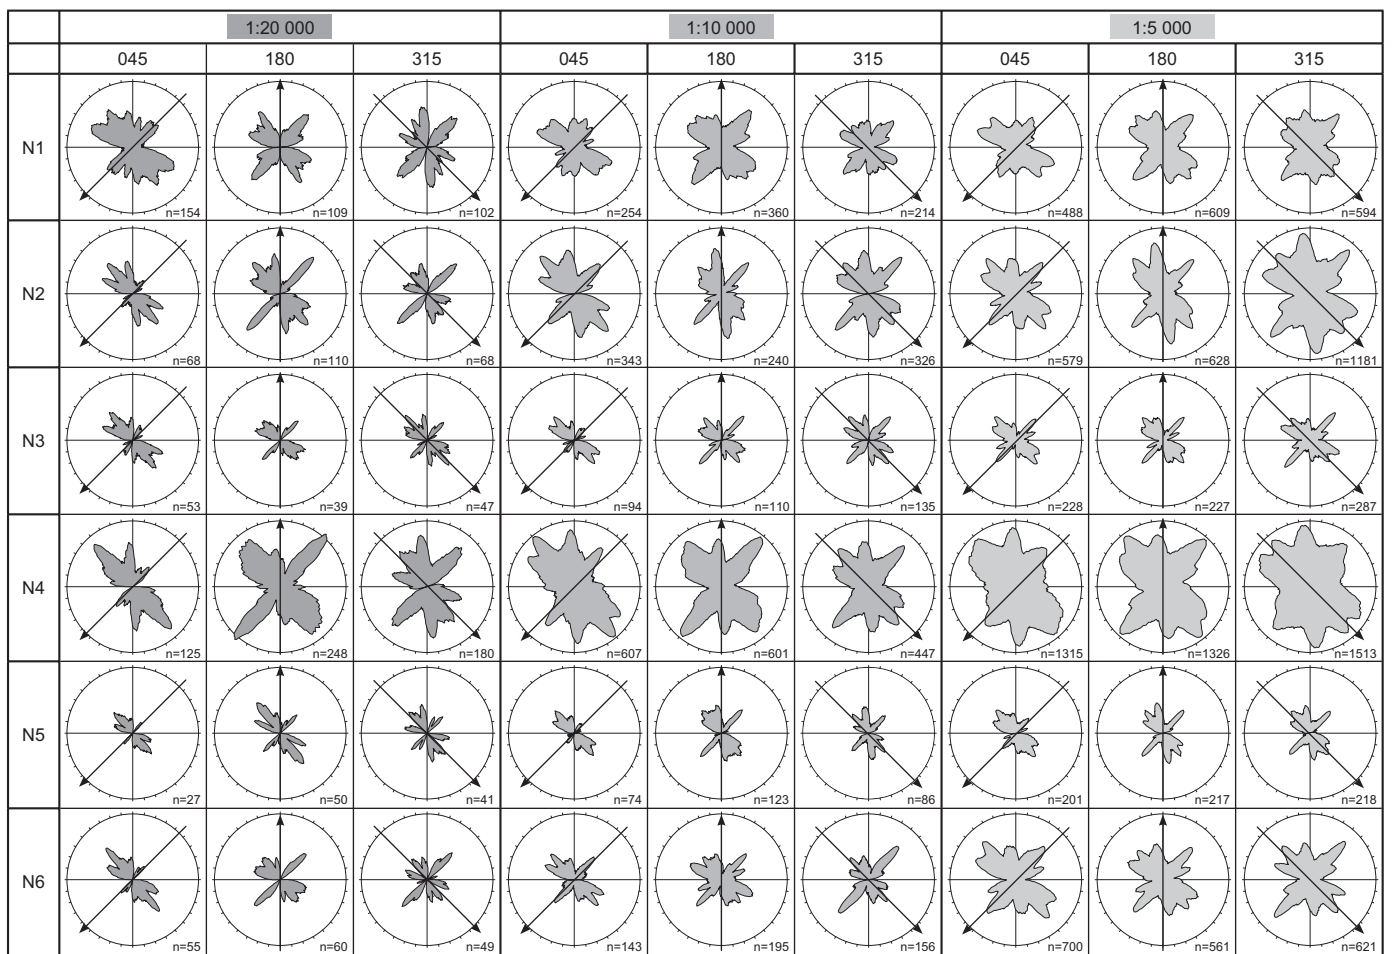 1:20 000 1:10 000 1:5 000
045 180 315 045 180 315 045 180 315
N1
n=154 n=109 n=102 n=254 n=360 n=214 n=488 n=609 n=594
N2
n=68 n=110 n=68 n=343 n=240 n=326 n=579 n=628 n=1181
N3
n=53 n=39 n=47 n=94 n=110 n=135 n=228 n=227 n=287
N4
n=125 n=248 n=180 n=607 n=601 n=447 n=1315 n=1326 n=1513
N5
n=27 n=50 n=41 n=74 n=123 n=86 n=201 n=217 n=218
N6
n=55 n=60 n=49 n=143 n=195 n=156 n=700 n=561 n=621